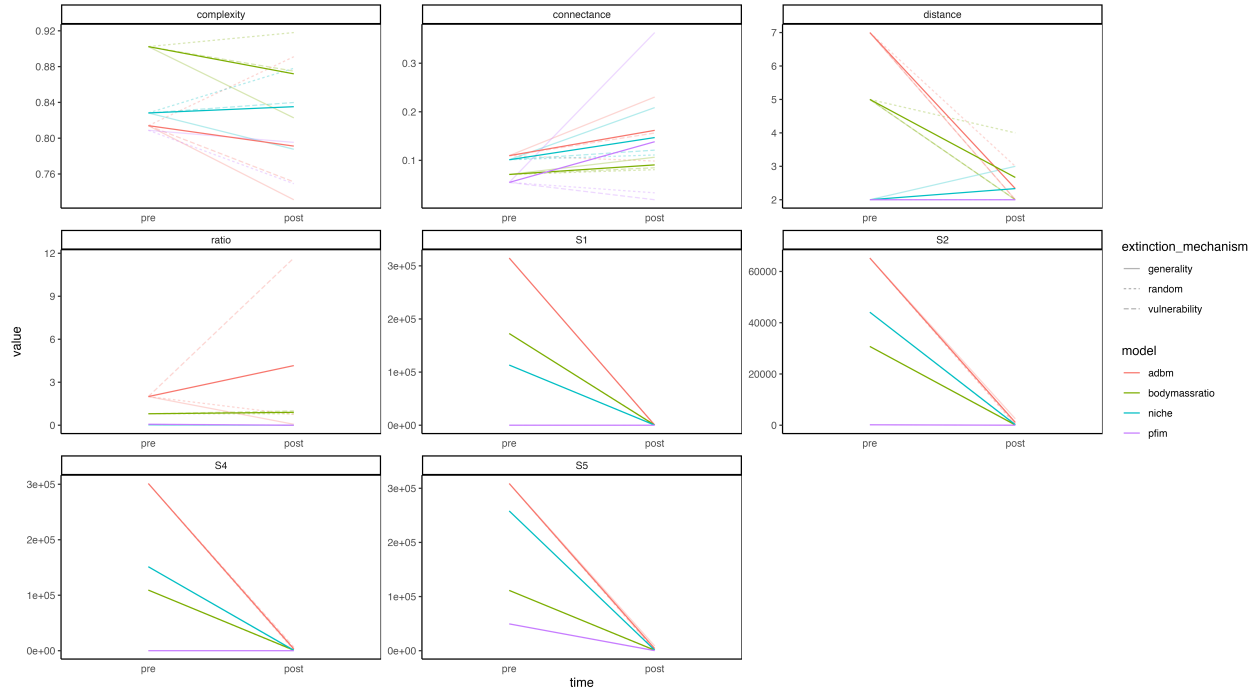 complexity
connectance
distance
0.92
0.88
0.84
0.80
0.76
0.3
0.2
0.1
7
6
5
4
3
2
pre
post
pre
post
pre
post
ratio
S1
S2
12
9
6
3
0
3e+05
2e+05
1e+05
0e+00
60000
40000
20000
0
pre
post
pre
post
pre
post
S4
S5
3e+05
2e+05
1e+05
0e+00
3e+05
2e+05
1e+05
0e+00
pre
post
pre
post
value
time
extinction_mechanism
generality
random
vulnerability
model
adbm
bodymassratio
niche
pfim